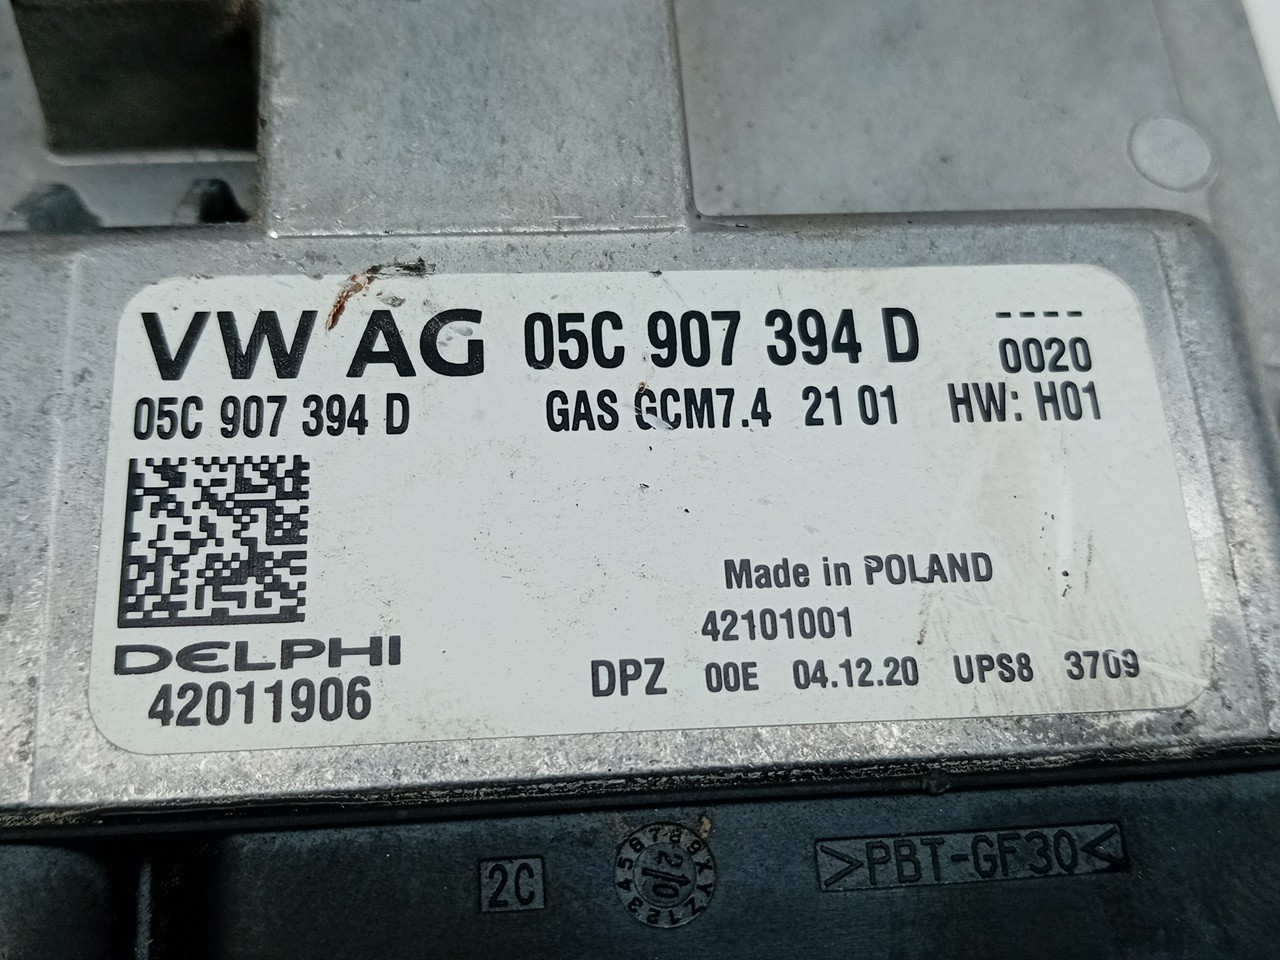 VW AG 05C 907 394 D ----
0020
05C 907 394 D GAS GCM7.4 21 01 HW: H01
Made in POLAND
42101001
DELPHI
42011906
DPZ 00E 04.12.20 UPS8 3709
2C
>PBT-GF30<